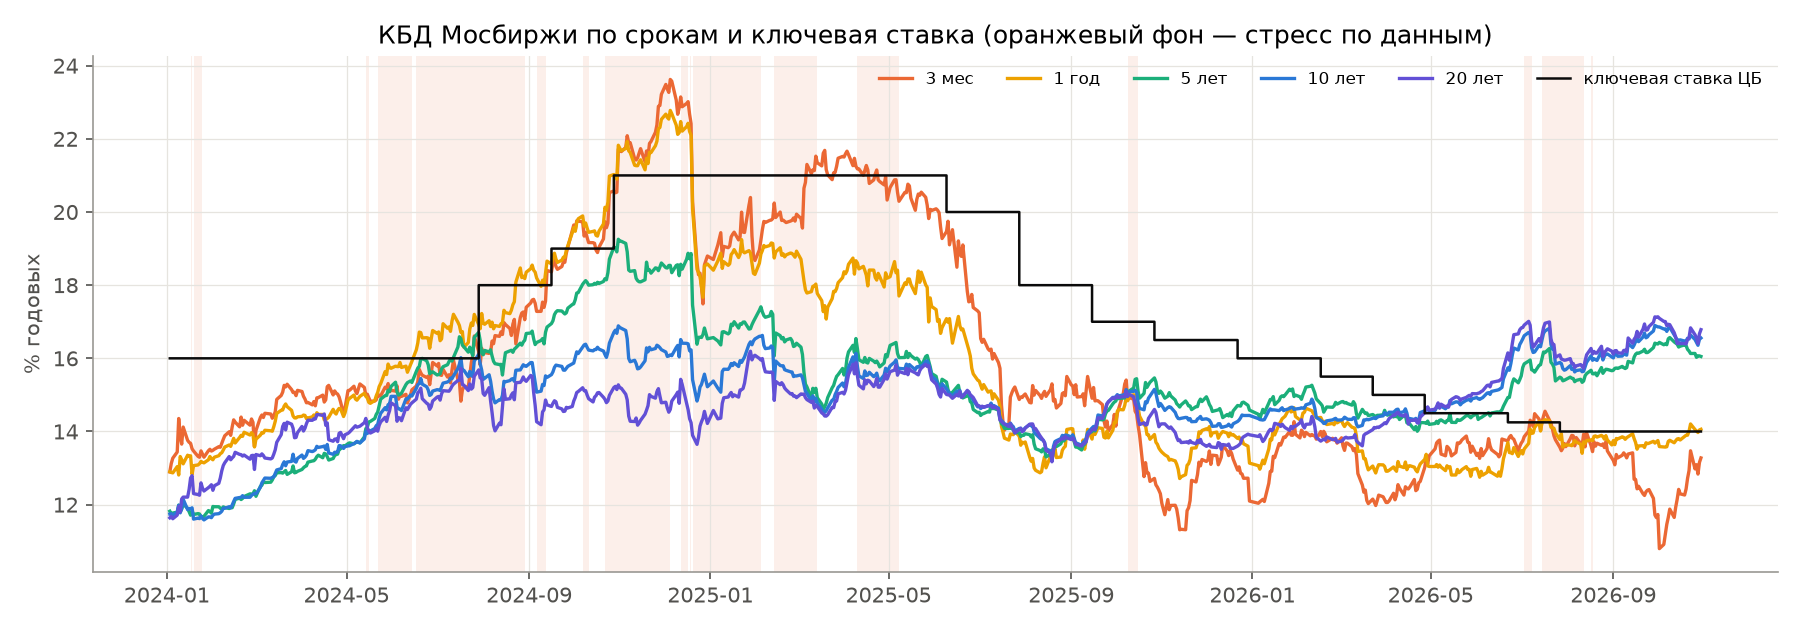 КБД Мосбиржи по срокам и ключевая ставка (оранжевый фон — стресс по данным)
3 мес 1 год 5 лет 10 лет 20 лет ключевая ставка ЦБ
% годовых
24
22
20
18
16
14
12
2024-01 2024-05 2024-09 2025-01 2025-05 2025-09 2026-01 2026-05 2026-09